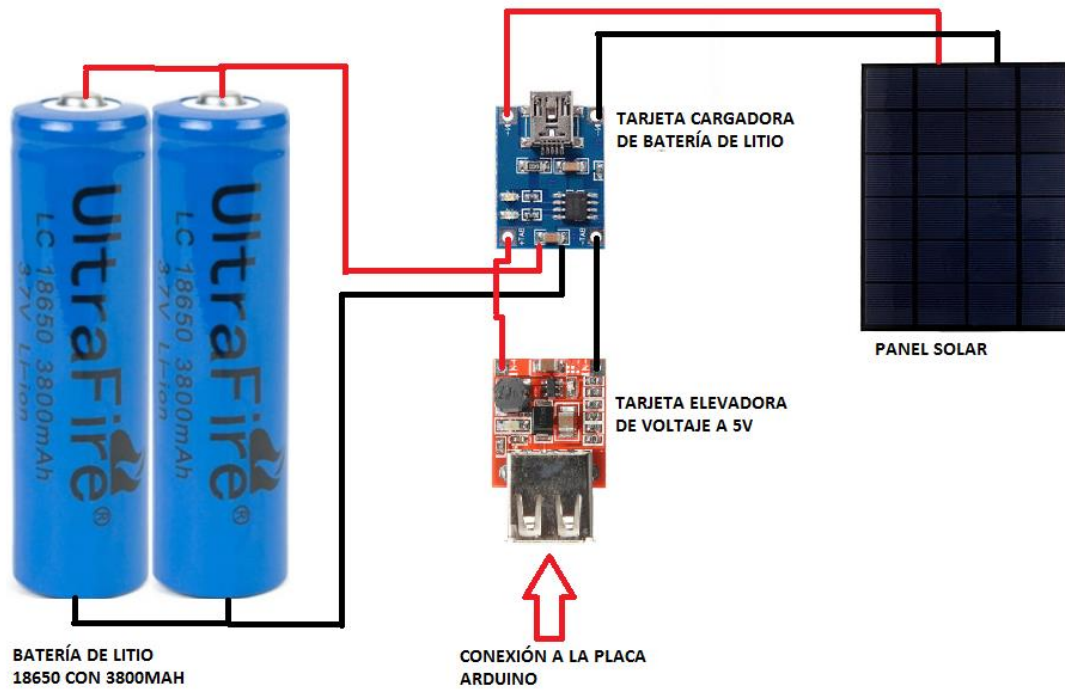 UltraFire®
LC 18650 3800mAh
3.7V Li-ion
UltraFire®
LC 18650 3800mAh
3.7V Li-ion
TARJETA CARGADORA
DE BATERÍA DE LITIO
PANEL SOLAR
TARJETA ELEVADORA
DE VOLTAJE A 5V
BATERÍA DE LITIO
18650 CON 3800MAH
CONEXIÓN A LA PLACA
ARDUINO